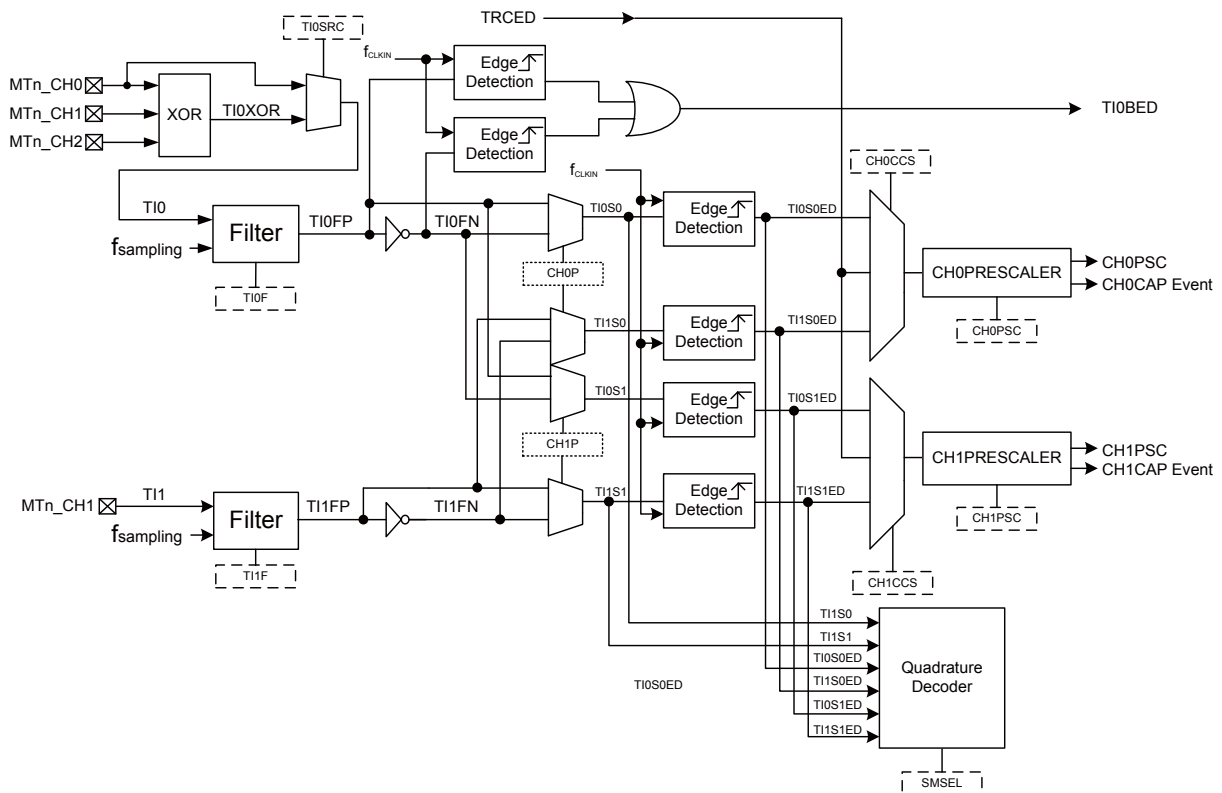 TRCED
TI0SRC
fCLKIN
Edge
Detection
MTn_CH0
MTn_CH1
MTn_CH2
XOR
TI0XOR
TI0BED
Edge
Detection
CH0CCS
fCLKIN
TI0
fsampling
Filter
TI0F
TI0FP
TI0FN
TI0S0
Edge
Detection
TI0S0ED
CH0P
CH0PRESCALER
CH0PSC
CH0CAP Event
CH0PSC
TI1S0
Edge
Detection
TI1S0ED
TI0S1
Edge
Detection
TI0S1ED
CH1P
CH1PRESCALER
CH1PSC
CH1CAP Event
CH1PSC
MTn_CH1
TI1
fsampling
Filter
TI1F
TI1FP
TI1FN
TI1S1
Edge
Detection
TI1S1ED
CH1CCS
TI1S0
TI1S1
TI0S0ED
TI1S0ED
TI0S1ED
TI1S1ED
TI0S0ED
Quadrature
Decoder
SMSEL